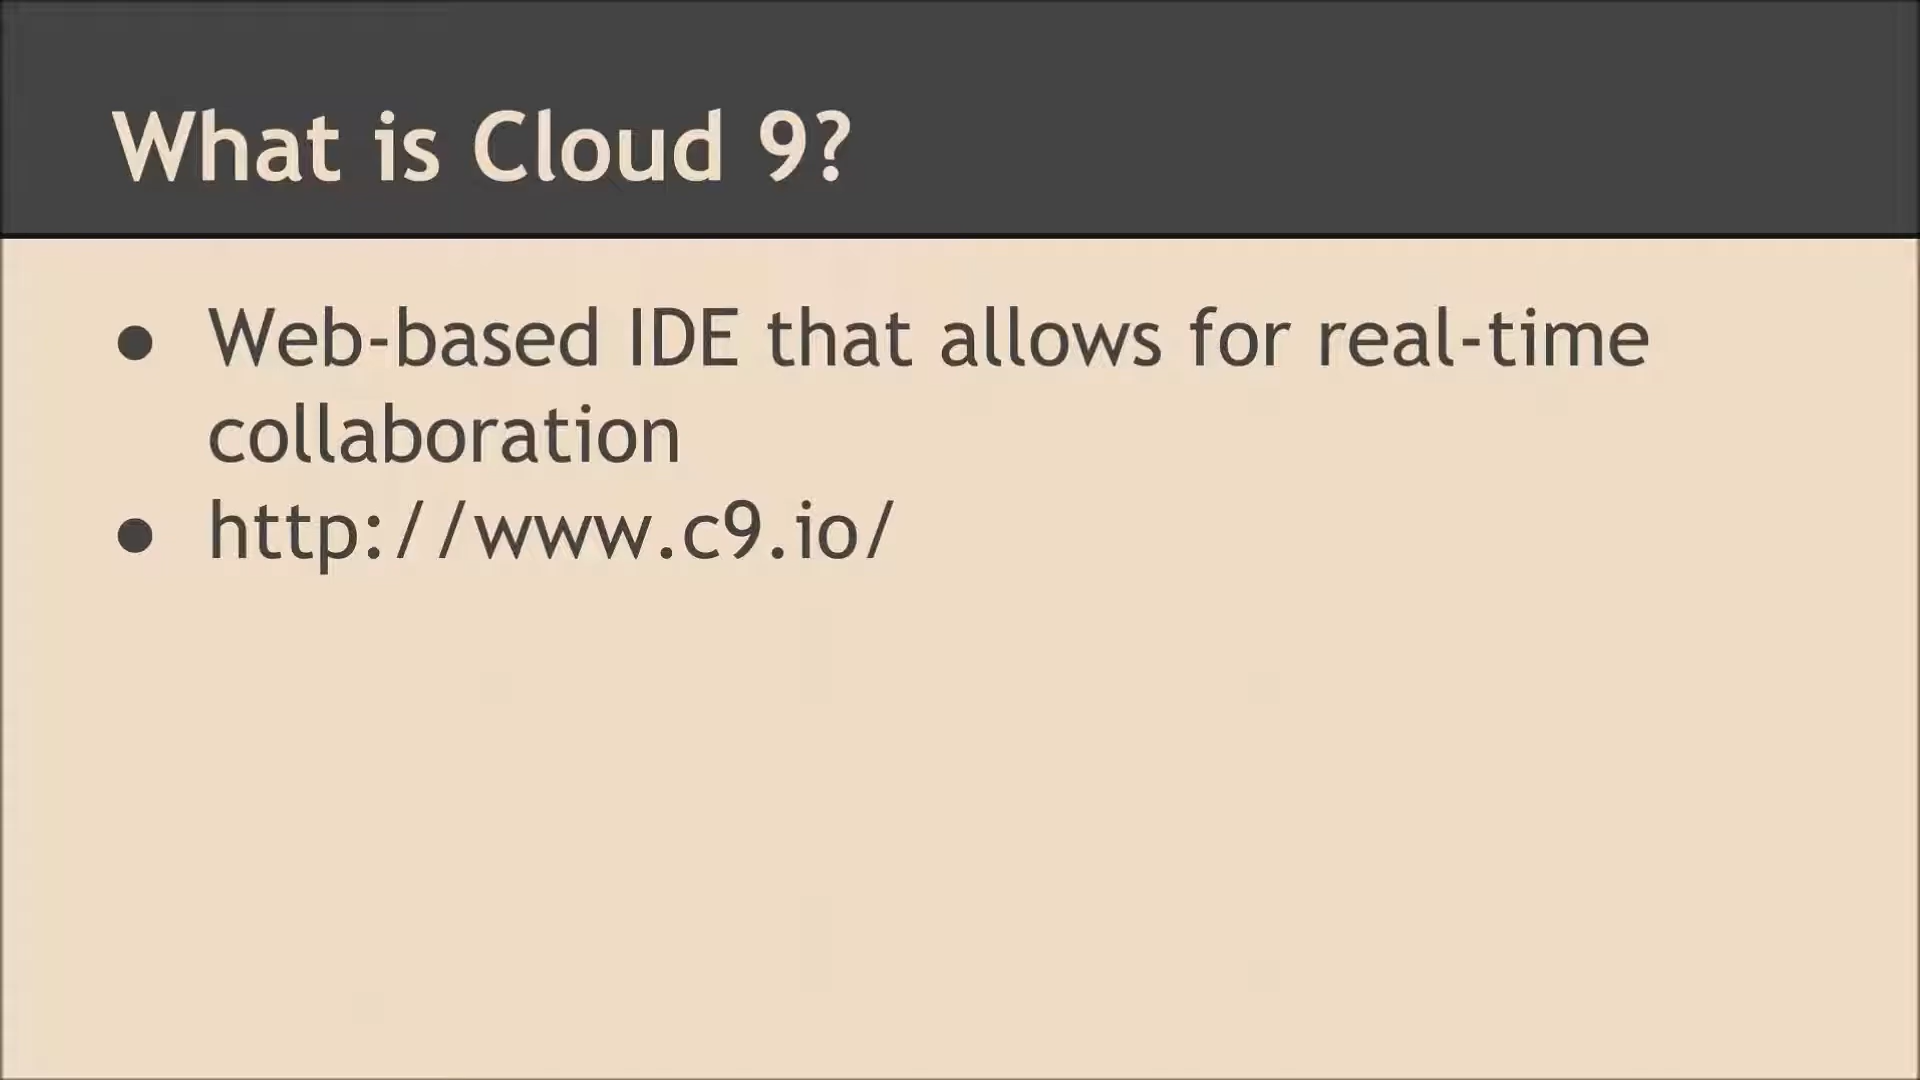 What is Cloud 9?
● Web-based IDE that allows for real-time
collaboration
● http://www.c9.io/